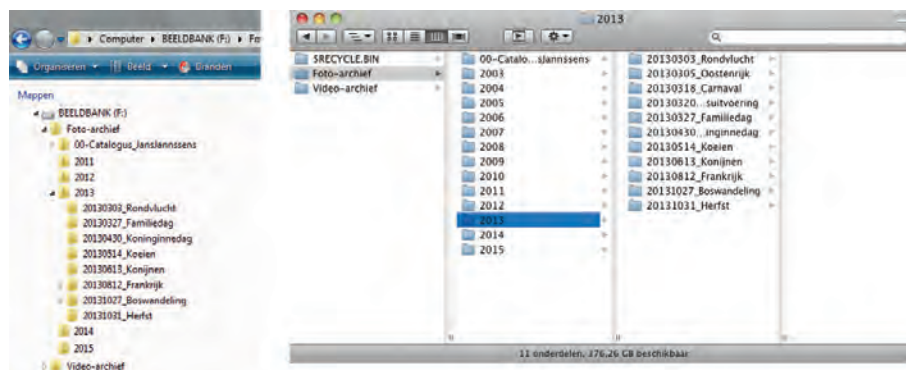 Computer ▸ BEELDBANK (F:) ▸ Fo
Organiseren Beeld Branden
Mappen
BEELDBANK (F:)
Foto-archief
00-Catalogus_JansJannssens
2011
2012
2013
20130303_Rondvlucht
20130327_Familiedag
20130430_Koninginnedag
20130514_Koeien
20130613_Konijnen
20130812_Frankrijk
20131027_Boswandeling
20131031_Herfst
2014
2015
Video-archief
2013
$RECYCLE.BIN
Foto-archief
Video-archief
00-Catalo...sJannssens
2003
2004
2005
2006
2007
2008
2009
2010
2011
2012
2013
2014
2015
20130303_Rondvlucht
20130305_Oostenrijk
20130318_Carnaval
20130320...suitvoering
20130327_Familiedag
20130430...inginnedag
20130514_Koeien
20130613_Konijnen
20130812_Frankrijk
20131027_Boswandeling
20131031_Herfst
11 onderdelen, 376,26 GB beschikbaar